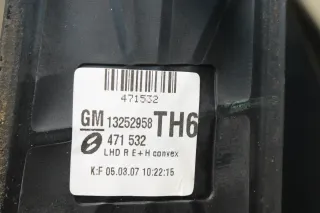 471532
GM 13252958 TH6
471 532
LHD R E+H convex
K:F 05.03.07 10:22:15